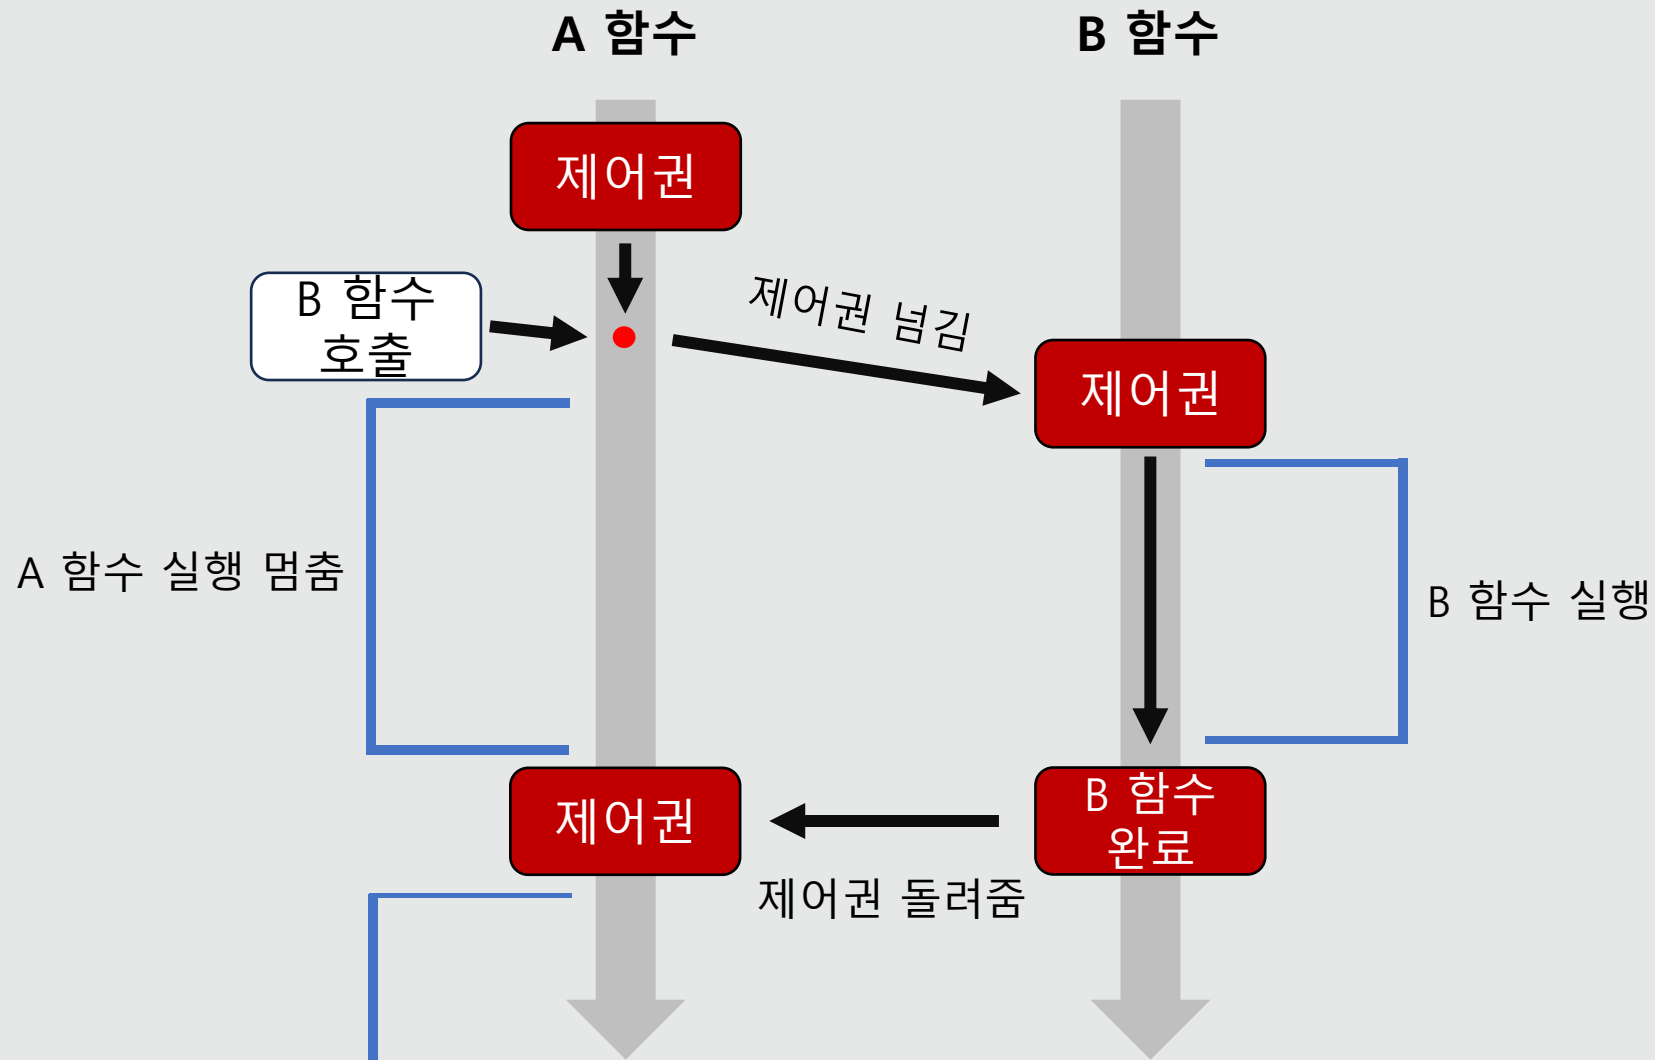 A 함수
B 함수
제어권
B 함수
호출
제어권 넘김
제어권
A 함수 실행 멈춤
B 함수 실행
제어권
B 함수
완료
제어권 돌려줌